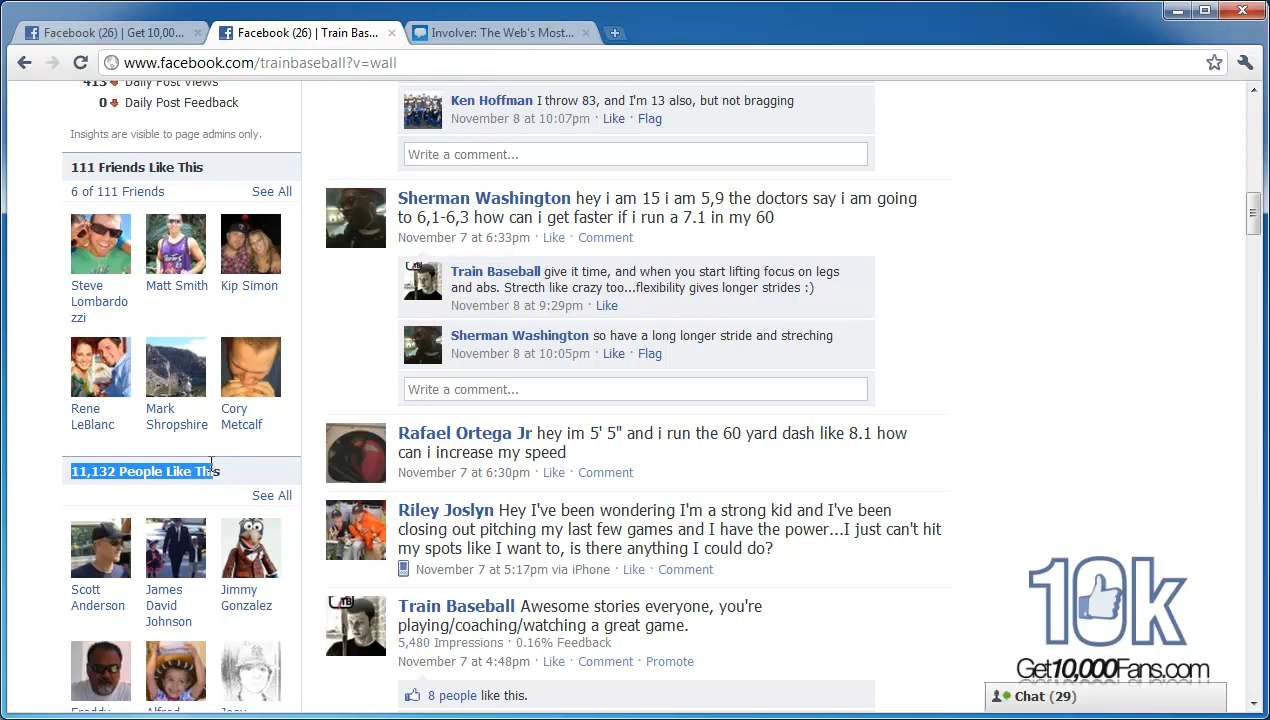 Facebook (26) | Get 10,000...
Facebook (26) | Train Bas...
Involver: The Web's Most...
www.facebook.com/trainbaseball?v=wall
413 Daily Post Views
0 Daily Post Feedback
Insights are visible to page admins only.
111 Friends Like This
6 of 111 Friends
See All
Steve
Lombardo
zzi
Matt Smith
Kip Simon
Rene
LeBlanc
Mark
Shropshire
Cory
Metcalf
11,132 People Like This
See All
Scott
Anderson
James
David
Johnson
Jimmy
Gonzalez
Ken Hoffman I throw 83, and I'm 13 also, but not bragging
November 8 at 10:07pm · Like · Flag
Write a comment...
Sherman Washington hey i am 15 i am 5,9 the doctors say i am going
to 6,1-6,3 how can i get faster if i run a 7.1 in my 60
November 7 at 6:33pm · Like · Comment
Train Baseball give it time, and when you start lifting focus on legs
and abs. Strecth like crazy too...flexibility gives longer strides :)
November 8 at 9:29pm · Like
Sherman Washington so have a long longer stride and streching
November 8 at 10:05pm · Like · Flag
Write a comment...
Rafael Ortega Jr hey im 5' 5" and i run the 60 yard dash like 8.1 how
can i increase my speed
November 7 at 6:30pm · Like · Comment
Riley Joslyn Hey I've been wondering I'm a strong kid and I've been
closing out pitching my last few games and I have the power...I just can't hit
my spots like I want to, is there anything I could do?
November 7 at 5:17pm via iPhone · Like · Comment
Train Baseball Awesome stories everyone, you're
playing/coaching/watching a great game.
5,480 Impressions · 0.16% Feedback
November 7 at 4:48pm · Like · Comment · Promote
8 people like this.
10k
Get10,000Fans.com
Chat (29)